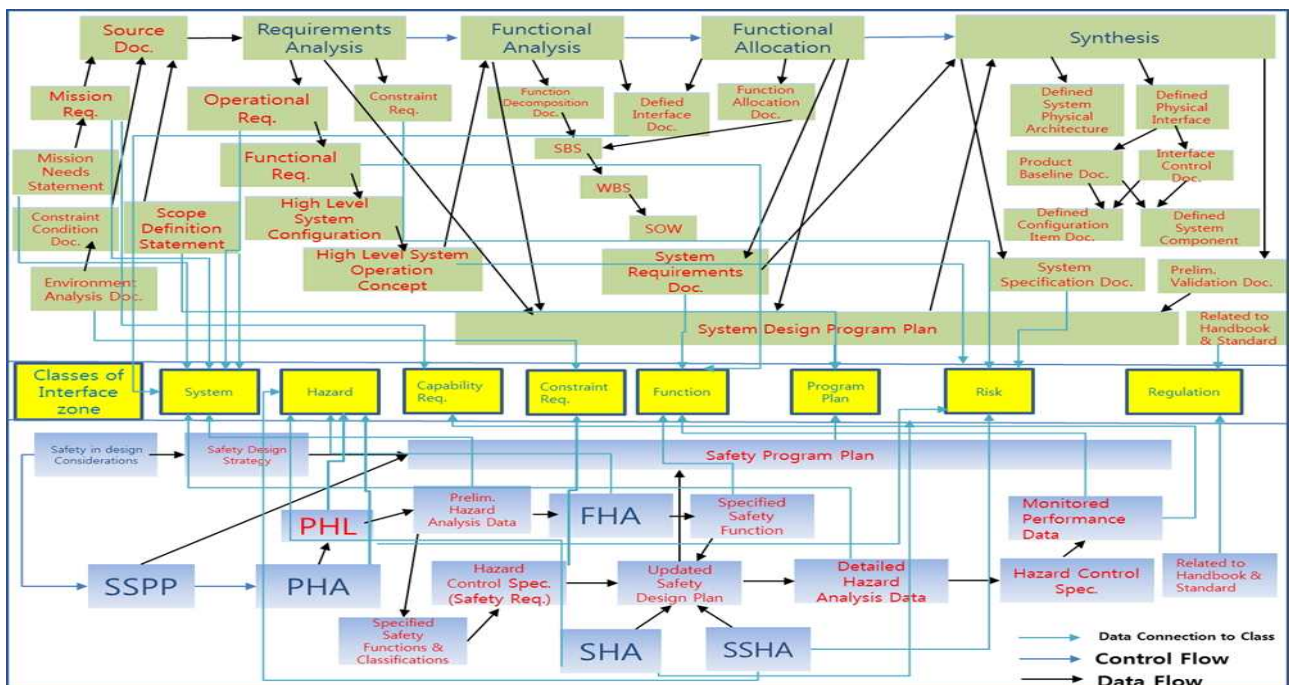 Source
Doc.
Requirements
Analysis
Functional
Analysis
Functional
Allocation
Synthesis
Mission
Req.
Operational
Req.
Constraint
Req.
Function
Decomposition
Doc.
Defied
Interface
Doc.
Function
Allocation
Doc.
Defined
System
Physical
Architecture
Defined
Physical
Interface
Mission
Needs
Statement
Functional
Req.
SBS
Product
Baseline Doc.
Interface
Control Doc.
WBS
Constraint
Condition Doc.
Scope
Definition
Statement
High Level
System
Configuration
SOW
Defined
Configuration
Item Doc.
Defined
System
Component
Environment
Analysis Doc.
High Level System
Operation
Concept
System
Requirements
Doc.
System
Specification Doc.
Prelim.
Validation Doc.
System Design Program Plan
Related to
Handbook
& Standard
Classes of
Interface
zone
System
Hazard
Capability
Req.
Constraint
Req.
Function
Program
Plan
Risk
Regulation
Safety in design
Considerations
Safety Design
Strategy
Safety Program Plan
PHL
Prelim.
Hazard
Analysis Data
FHA
Specified
Safety
Function
Monitored
Performance
Data
SSPP
PHA
Hazard
Control Spec.
(Safety Req.)
Updated
Safety
Design Plan
Detailed
Hazard
Analysis Data
Hazard Control
Spec.
Related to
Handbook &
Standard
Specified
Safety
Functions &
Classifications
SHA
SSHA
Data Connection to Class
Control Flow
Data Flow